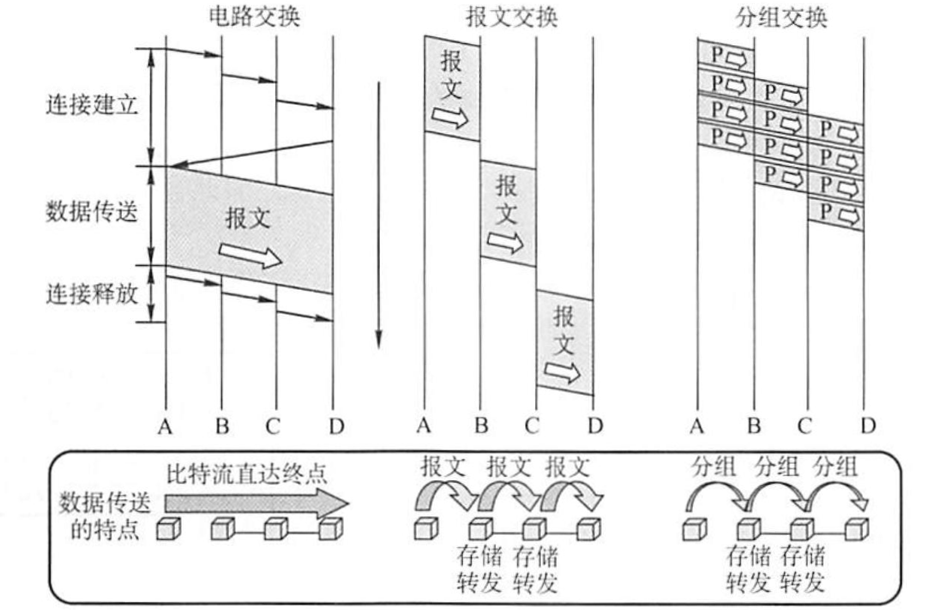 电路交换
报文交换
分组交换
连接建立
数据传送
连接释放
报文
A B C D
报
文
报
文
报
文
A B C D
P
P P
P P P
P P P
P P
P
A B C D
数据传送
的特点
比特流直达终点
报文 报文 报文
存储 存储
转发 转发
分组 分组 分组
存储 存储
转发 转发